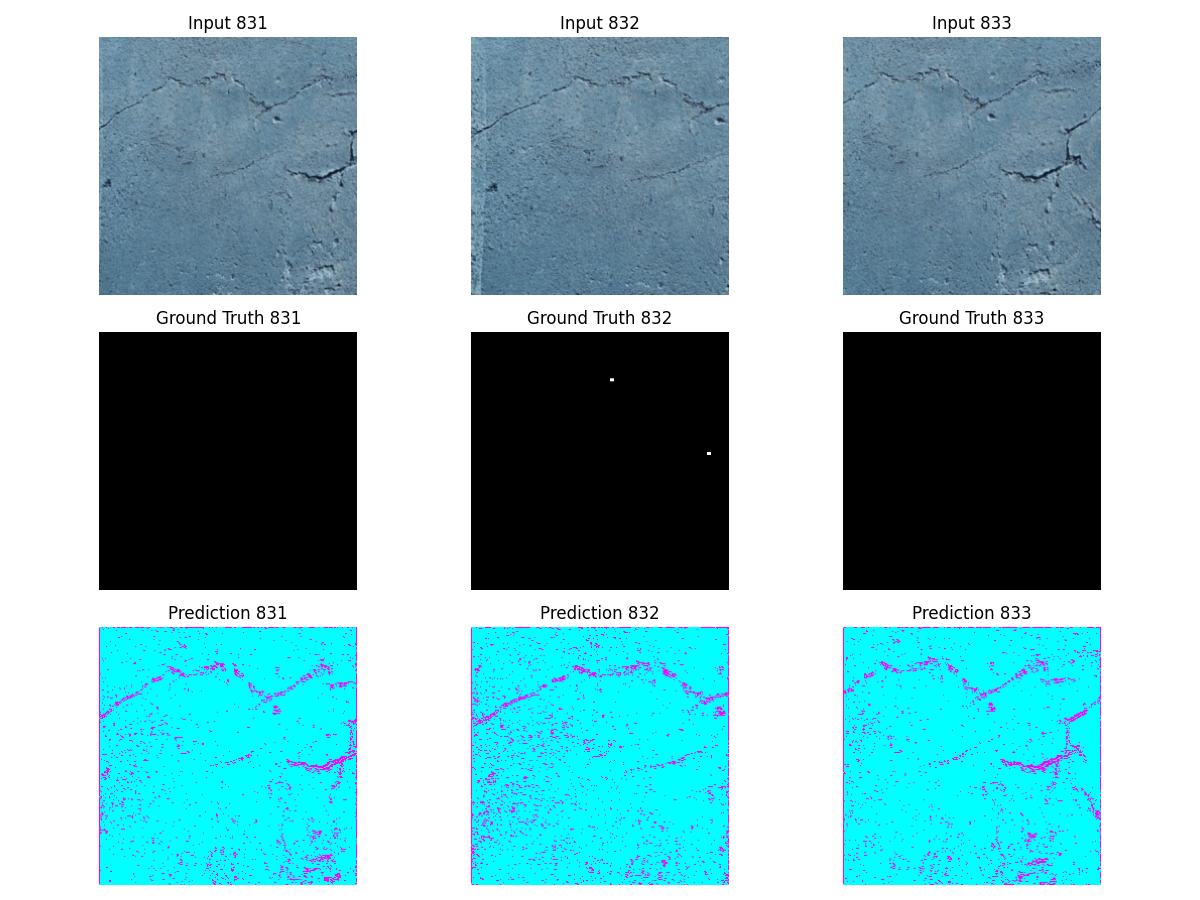 Input 831
Input 832
Input 833
Ground Truth 831
Ground Truth 832
Ground Truth 833
Prediction 831
Prediction 832
Prediction 833